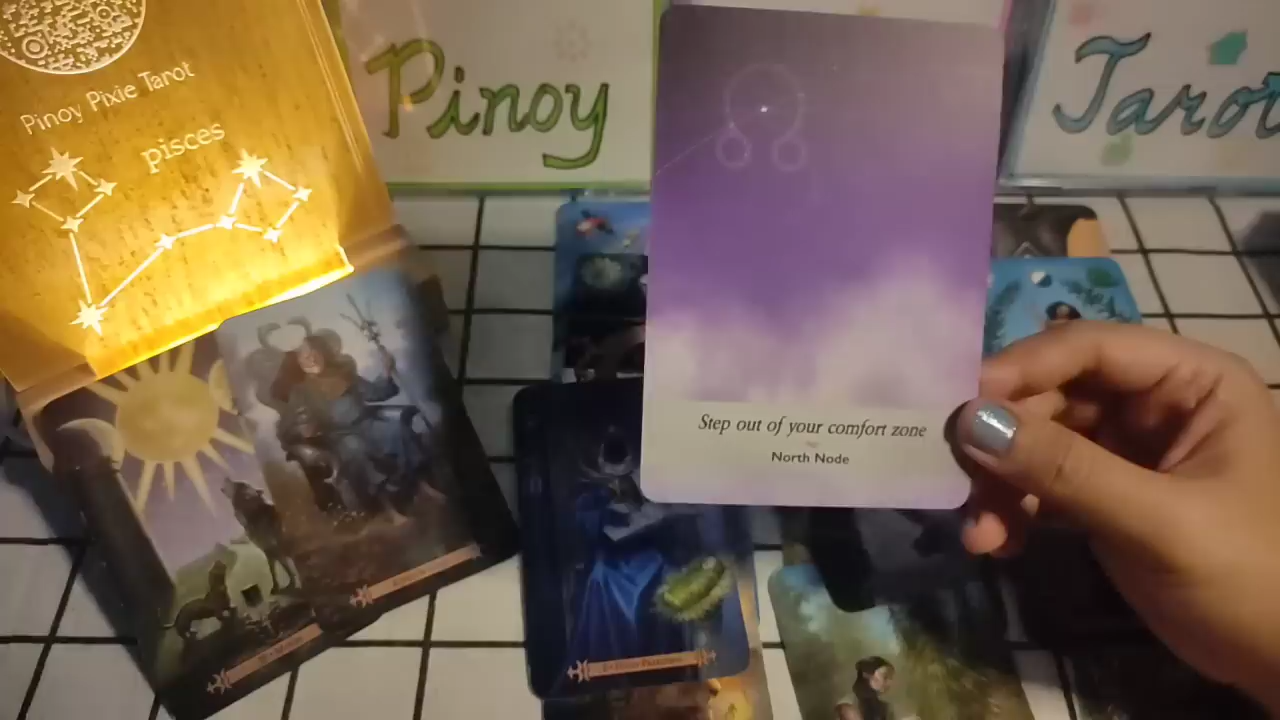 Pinoy Pixie Tarot
pisces
Pinoy
Tarot
Step out of your comfort zone
North Node